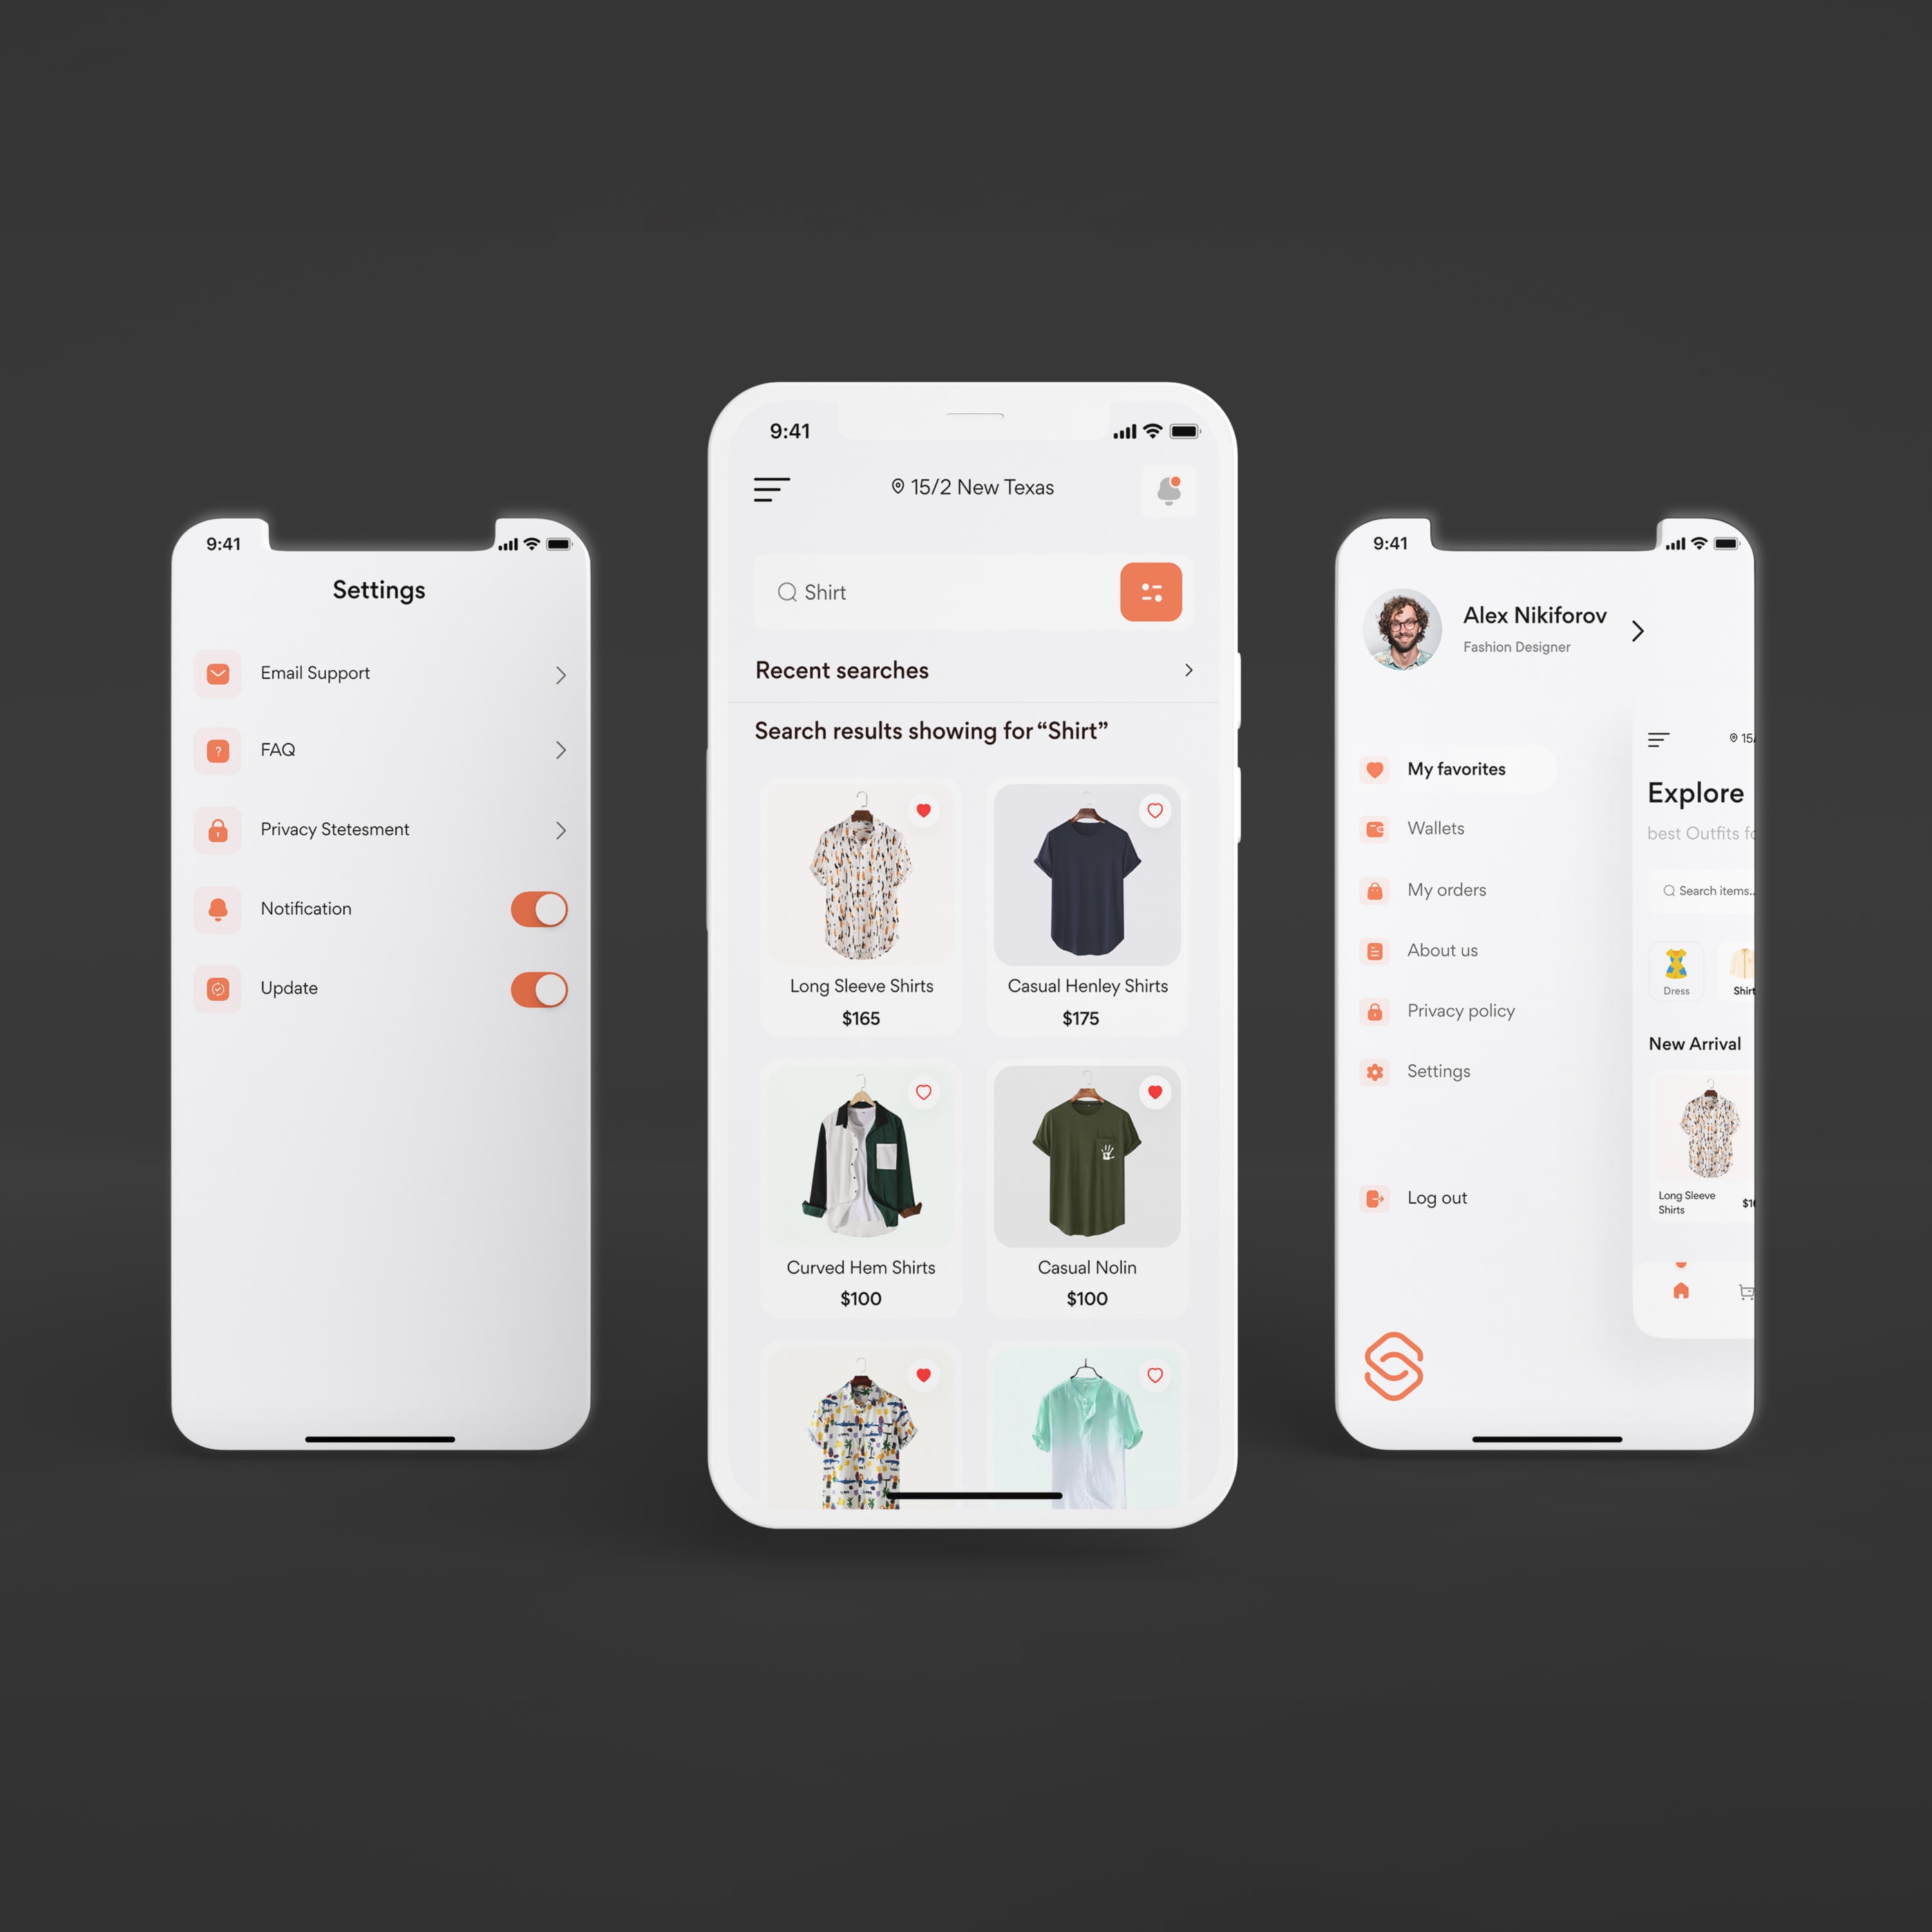 9:41
Settings
Email Support
FAQ
Privacy Stetesment
Notification
Update
9:41
15/2 New Texas
Shirt
Recent searches
Search results showing for “Shirt”
Long Sleeve Shirts
$165
Casual Henley Shirts
$175
Curved Hem Shirts
$100
Casual Nolin
$100
9:41
Alex Nikiforov
Fashion Designer
My favorites
Wallets
My orders
About us
Privacy policy
Settings
Log out
15/
Explore
best Outfits fo
Search items..
Dress
Shirt
New Arrival
Long Sleeve
Shirts
$16